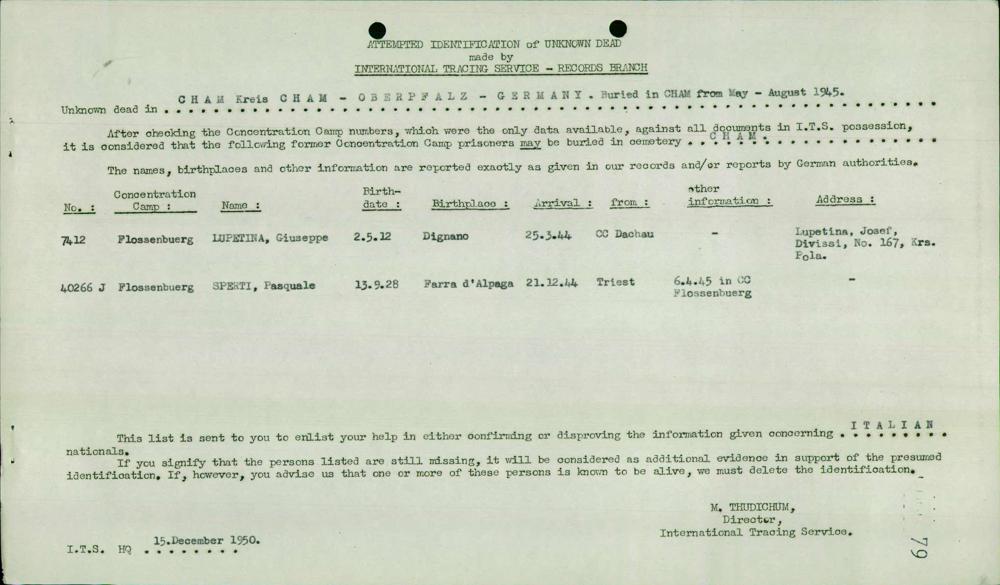 ATTEMPTED IDENTIFICATION of UNKNOWN DEAD
made by
INTERNATIONAL TRACING SERVICE - RECORDS BRANCH
Unknown dead in CHAM Kreis CHAM - OBERPFALZ - GERMANY. Buried in CHAM from May - August 1945.
After checking the Concentration Camp numbers, which were the only data available, against all documents in I.T.S. possession,
it is considered that the following former Concentration Camp prisoners may be buried in cemetery CHAM.
The names, birthplaces and other information are reported exactly as given in our records and/or reports by German authorities.
No. : Concentration Camp : Name : Birth-date : Birthplace : Arrival : from : other information : Address :
7412 Flossenbuerg LUPETINA, Giuseppe 2.5.12 Dignano 25.3.44 CC Dachau - Lupetina, Josef,
Divissi, No. 167, Krs.
Pola.
40266 J Flossenbuerg SPERTI, Pasquale 13.9.28 Farra d'Alpaga 21.12.44 Triest 6.4.45 in CC -
Flossenbuerg
This list is sent to you to enlist your help in either confirming or disproving the information given concerning ITALIAN
nationals.
If you signify that the persons listed are still missing, it will be considered as additional evidence in support of the presumed
identification. If, however, you advise us that one or more of these persons is known to be alive, we must delete the identification.
M. THUDICHUM,
Director,
International Tracing Service.
I.T.S. HQ 15.December 1950.
79